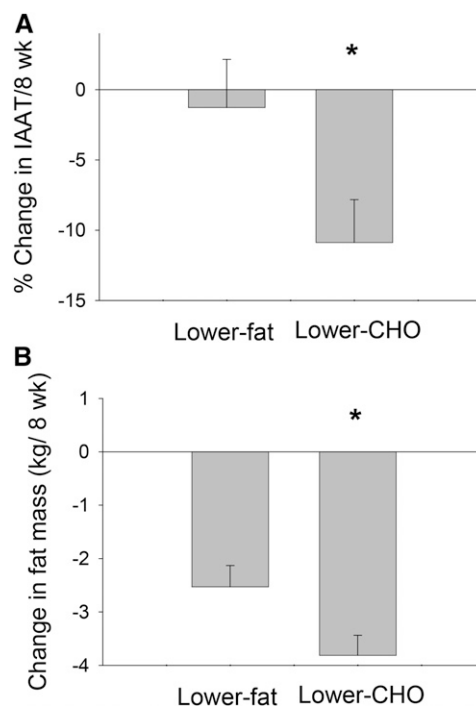 A
% Change in IAAT/8 wk
*
0
-5
-10
-15
Lower-fat Lower-CHO
B
Change in fat mass (kg/ 8 wk)
*
1
0
-1
-2
-3
-4
Lower-fat Lower-CHO